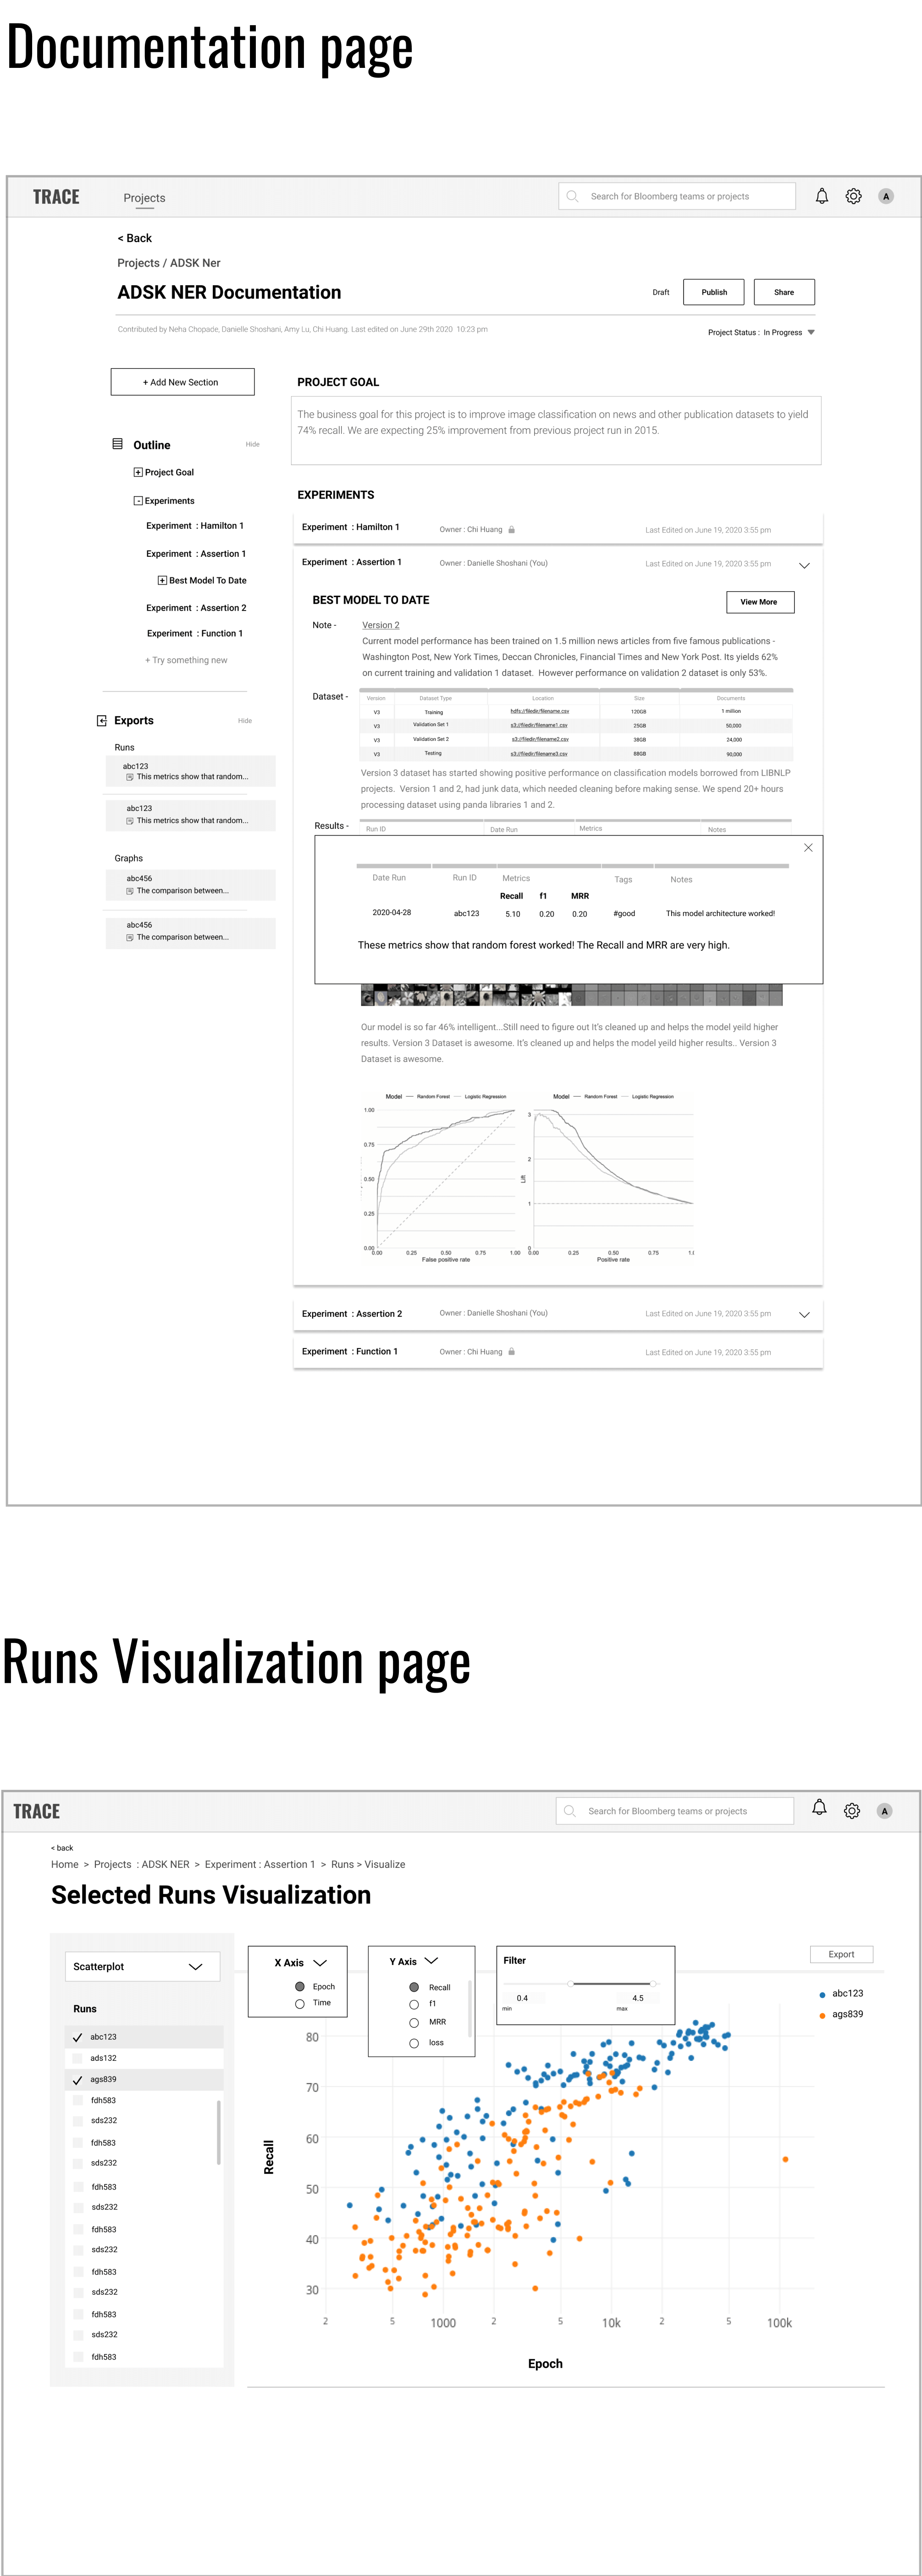 Documentation page
TRACE
Projects
Search for Bloomberg teams or projects
A
< Back
Projects / ADSK Ner
ADSK NER Documentation
Draft
Publish
Share
Contributed by Neha Chopade, Danielle Shoshani, Amy Lu, Chi Huang. Last edited on June 29th 2020 10:23 pm
Project Status : In Progress
+ Add New Section
Outline
Hide
+ Project Goal
- Experiments
Experiment : Hamilton 1
Experiment : Assertion 1
+ Best Model To Date
Experiment : Assertion 2
Experiment : Function 1
+ Try something new
Exports
Hide
Runs
abc123
This metrics show that random...
abc123
This metrics show that random...
Graphs
abc456
The comparison between...
abc456
The comparison between...
PROJECT GOAL
The business goal for this project is to improve image classification on news and other publication datasets to yield
74% recall. We are expecting 25% improvement from previous project run in 2015.
EXPERIMENTS
Experiment : Hamilton 1
Owner : Chi Huang
Last Edited on June 19, 2020 3:55 pm
Experiment : Assertion 1
Owner : Danielle Shoshani (You)
Last Edited on June 19, 2020 3:55 pm
BEST MODEL TO DATE
View More
Note -
Version 2
Current model performance has been trained on 1.5 million news articles from five famous publications -
Washington Post, New York Times, Deccan Chronicles, Financial Times and New York Post. Its yields 62%
on current training and validation 1 dataset. However performance on validation 2 dataset is only 53%.
Dataset -
Version Dataset Type Location Size Documents
V3 Training hdfs://filedir/filename.csv 120GB 1 million
V3 Validation Set 1 s3://filedir/filename1.csv 25GB 50,000
V3 Validation Set 2 s3://filedir/filename2.csv 38GB 24,000
V3 Testing s3://filedir/filename3.csv 88GB 90,000
Version 3 dataset has started showing positive performance on classification models borrowed from LIBNLP
projects. Version 1 and 2, had junk data, which needed cleaning before making sense. We spend 20+ hours
processing dataset using panda libraries 1 and 2.
Results -
Run ID Date Run Metrics Notes
Date Run Run ID Metrics Tags Notes
Recall f1 MRR
2020-04-28 abc123 5.10 0.20 0.20 #good This model architecture worked!
These metrics show that random forest worked! The Recall and MRR are very high.
Our model is so far 46% intelligent...Still need to figure out It's cleaned up and helps the model yeild higher
results. Version 3 Dataset is awesome. It's cleaned up and helps the model yeild higher results.. Version 3
Dataset is awesome.
Model Random Forest Logistic Regression
1.00
0.75
0.50
0.25
0.00
0.00 0.25 0.50 0.75 1.00
False positive rate
Model Random Forest Logistic Regression
3
2
1
0
Lift
0.00 0.25 0.50 0.75
Positive rate
Experiment : Assertion 2
Owner : Danielle Shoshani (You)
Last Edited on June 19, 2020 3:55 pm
Experiment : Function 1
Owner : Chi Huang
Last Edited on June 19, 2020 3:55 pm
Runs Visualization page
TRACE
Search for Bloomberg teams or projects
A
< back
Home > Projects : ADSK NER > Experiment : Assertion 1 > Runs > Visualize
Selected Runs Visualization
Scatterplot
Runs
abc123
ads132
ags839
fdh583
sds232
fdh583
sds232
fdh583
sds232
fdh583
sds232
fdh583
sds232
fdh583
sds232
fdh583
X Axis
Epoch
Time
Y Axis
Recall
f1
MRR
loss
Filter
0.4
4.5
min
max
Export
abc123
ags839
80
70
60
50
40
30
Recall
2 5 1000 2 5 10k 2 5 100k
Epoch